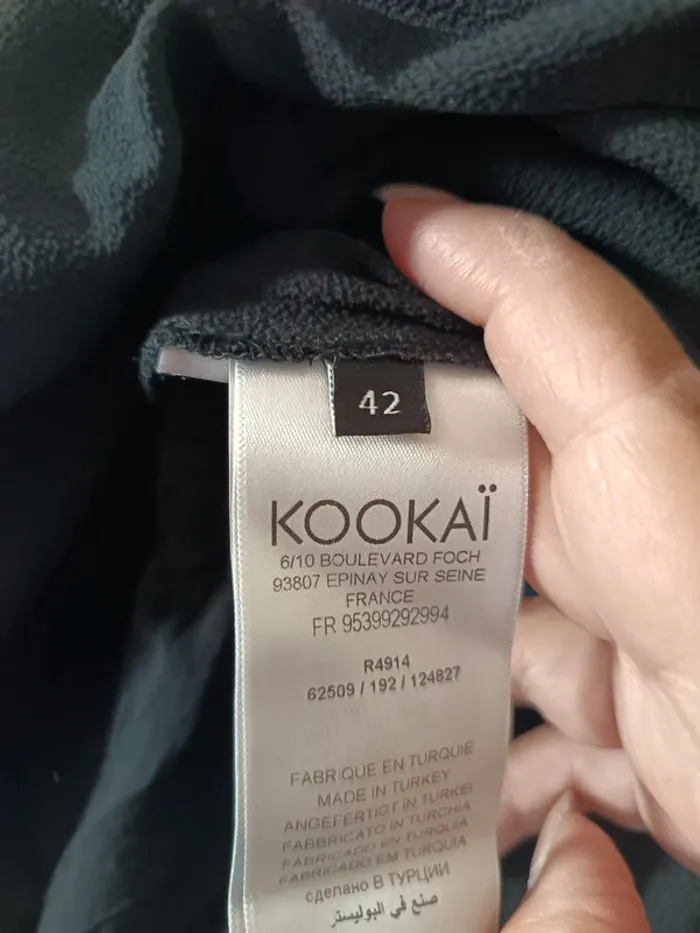 42
KOOKAÏ
6/10 BOULEVARD FOCH
93807 EPINAY SUR SEINE
FRANCE
FR 95399292994
R4914
62509 / 192 / 124827
FABRIQUE EN TURQUIE
MADE IN TURKEY
ANGEFERTIGT IN TURKEI
FABBRICATO IN TURCHIA
FABRICADO EN TURQUIA
FABRICADO EM TURQUIA
сделано В ТУРЦИИ
صنع في البوليستر